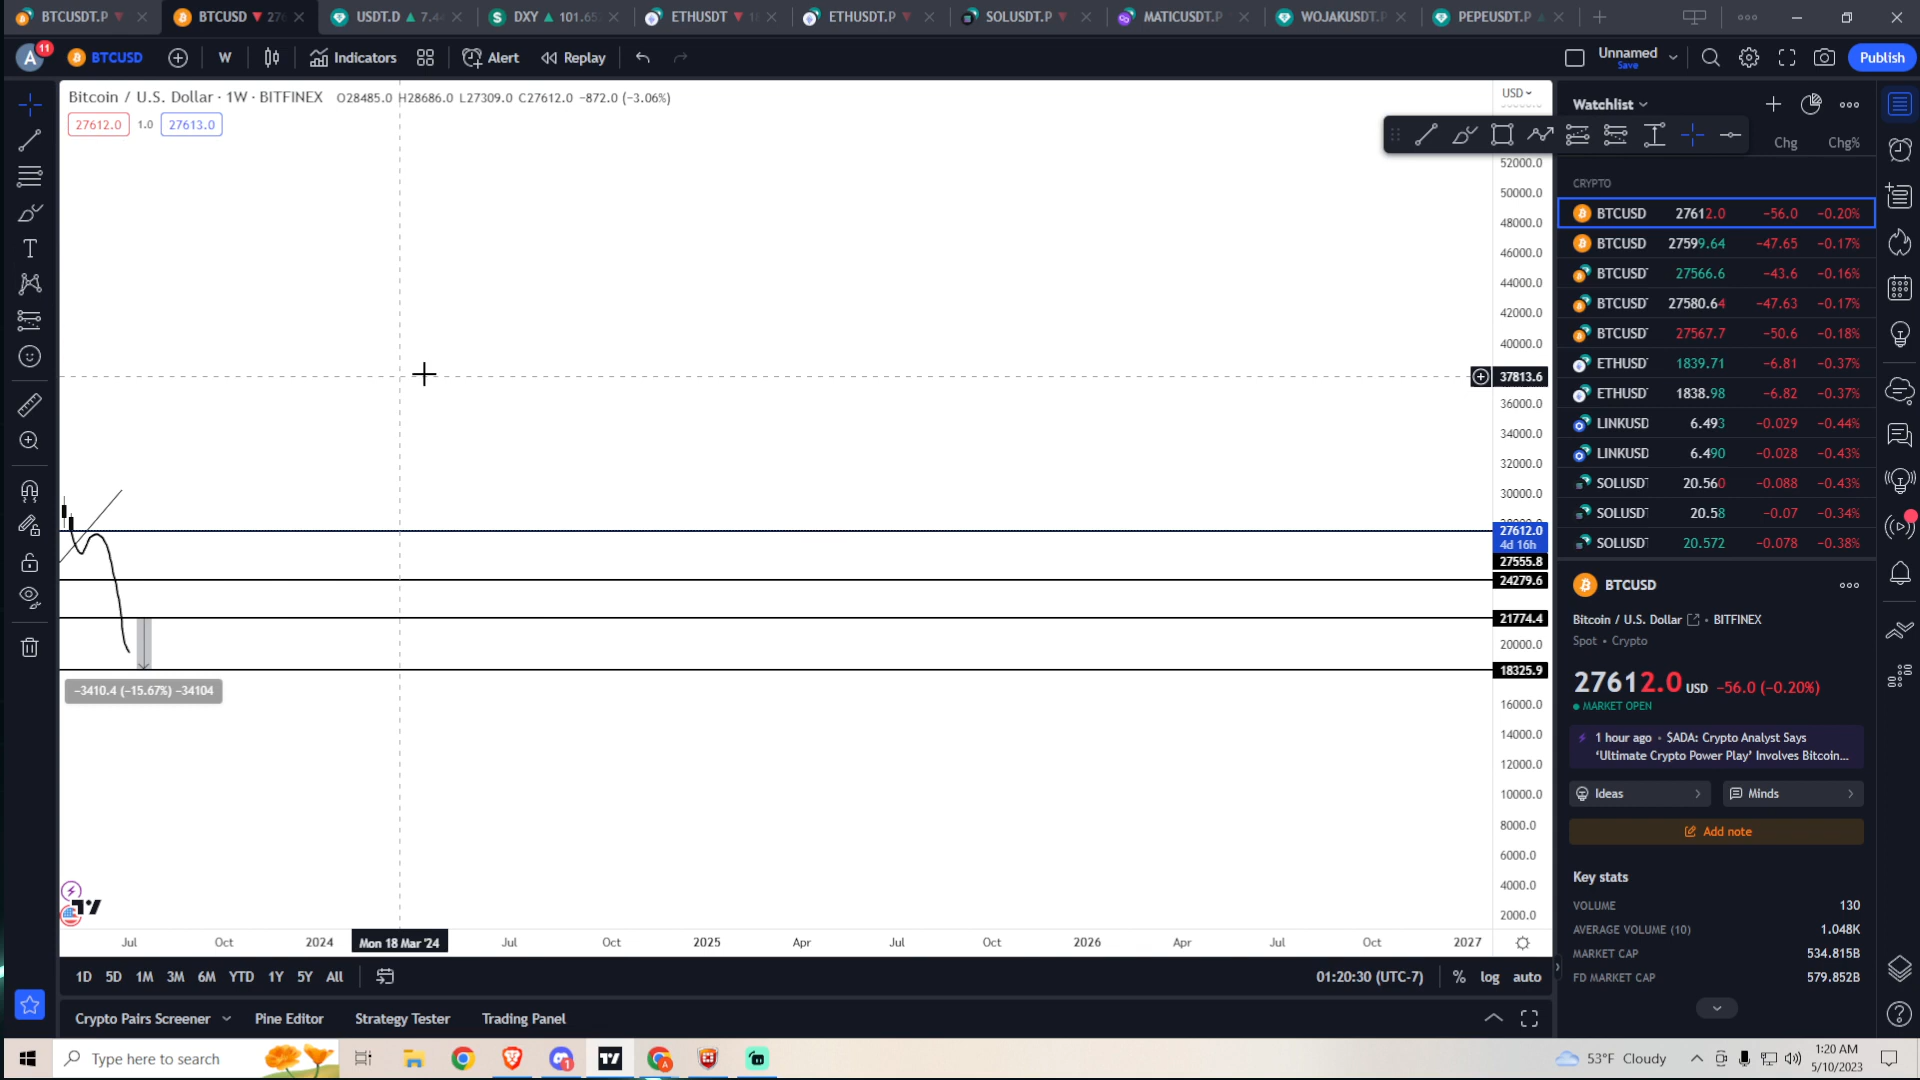 BTCUSDT.P
BTCUSD 27
USDT.D 7.4
DXY 101.65
ETHUSDT
ETHUSDT.P
SOLUSDT.P
MATICUSDT.P
WOJAKUSDT.P
PEPEUSDT.P
A 11 BTCUSD W Indicators Alert Replay
Unnamed
Save
Publish
Bitcoin / U.S. Dollar · 1W · BITFINEX O28485.0 H28686.0 L27309.0 C27612.0 −872.0 (−3.06%)
27612.0 1.0 27613.0
USD
52000.0
50000.0
48000.0
46000.0
44000.0
42000.0
40000.0
37813.6
36000.0
34000.0
32000.0
30000.0
27612.0
4d 16h
27555.8
24279.6
21774.4
20000.0
18325.9
16000.0
14000.0
12000.0
10000.0
8000.0
6000.0
4000.0
2000.0
−3410.4 (−15.67%) −34104
Jul Oct 2024 Mon 18 Mar '24 Jul Oct 2025 Apr Jul Oct 2026 Apr Jul Oct 2027
1D 5D 1M 3M 6M YTD 1Y 5Y All
01:20:30 (UTC-7) % log auto
Crypto Pairs Screener Pine Editor Strategy Tester Trading Panel
Watchlist
Chg Chg%
CRYPTO
BTCUSD 27612.0 −56.0 −0.20%
BTCUSD 27599.64 −47.65 −0.17%
BTCUSDT 27566.6 −43.6 −0.16%
BTCUSDT 27580.64 −47.63 −0.17%
BTCUSDT 27567.7 −50.6 −0.18%
ETHUSD 1839.71 −6.81 −0.37%
ETHUSD 1838.98 −6.82 −0.37%
LINKUSD 6.493 −0.029 −0.44%
LINKUSD 6.490 −0.028 −0.43%
SOLUSDT 20.560 −0.088 −0.43%
SOLUSDT 20.58 −0.07 −0.34%
SOLUSDT 20.572 −0.078 −0.38%
BTCUSD
Bitcoin / U.S. Dollar • BITFINEX
Spot • Crypto
27612.0 USD −56.0 (−0.20%)
MARKET OPEN
1 hour ago • $ADA: Crypto Analyst Says
‘Ultimate Crypto Power Play’ Involves Bitcoin...
Ideas Minds
Add note
Key stats
VOLUME 130
AVERAGE VOLUME (10) 1.048K
MARKET CAP 534.815B
FD MARKET CAP 579.852B
Type here to search
53°F Cloudy
1:20 AM
5/10/2023